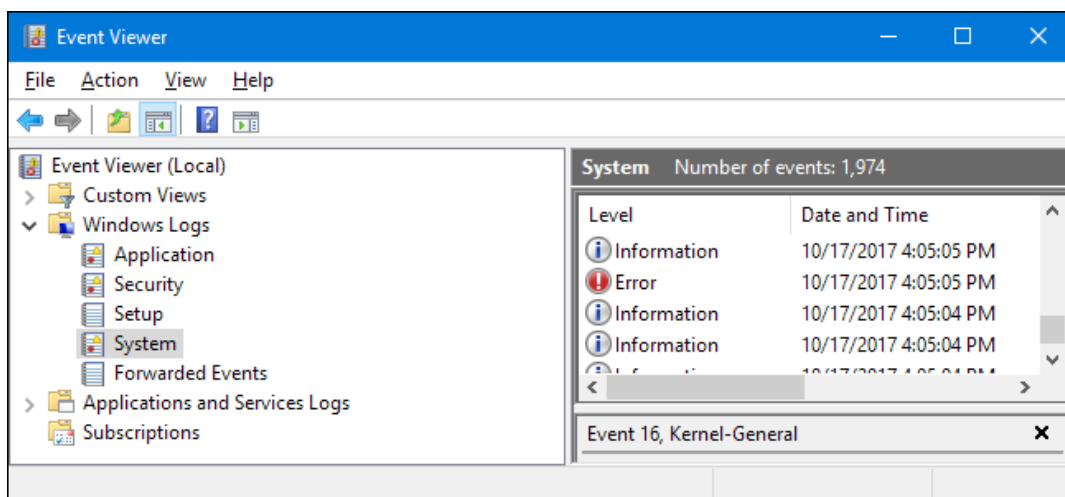 Event Viewer
File Action View Help
Event Viewer (Local)
Custom Views
Windows Logs
Application
Security
Setup
System
Forwarded Events
Applications and Services Logs
Subscriptions
System Number of events: 1,974
Level Date and Time
Information 10/17/2017 4:05:05 PM
Error 10/17/2017 4:05:05 PM
Information 10/17/2017 4:05:04 PM
Information 10/17/2017 4:05:04 PM
Event 16, Kernel-General